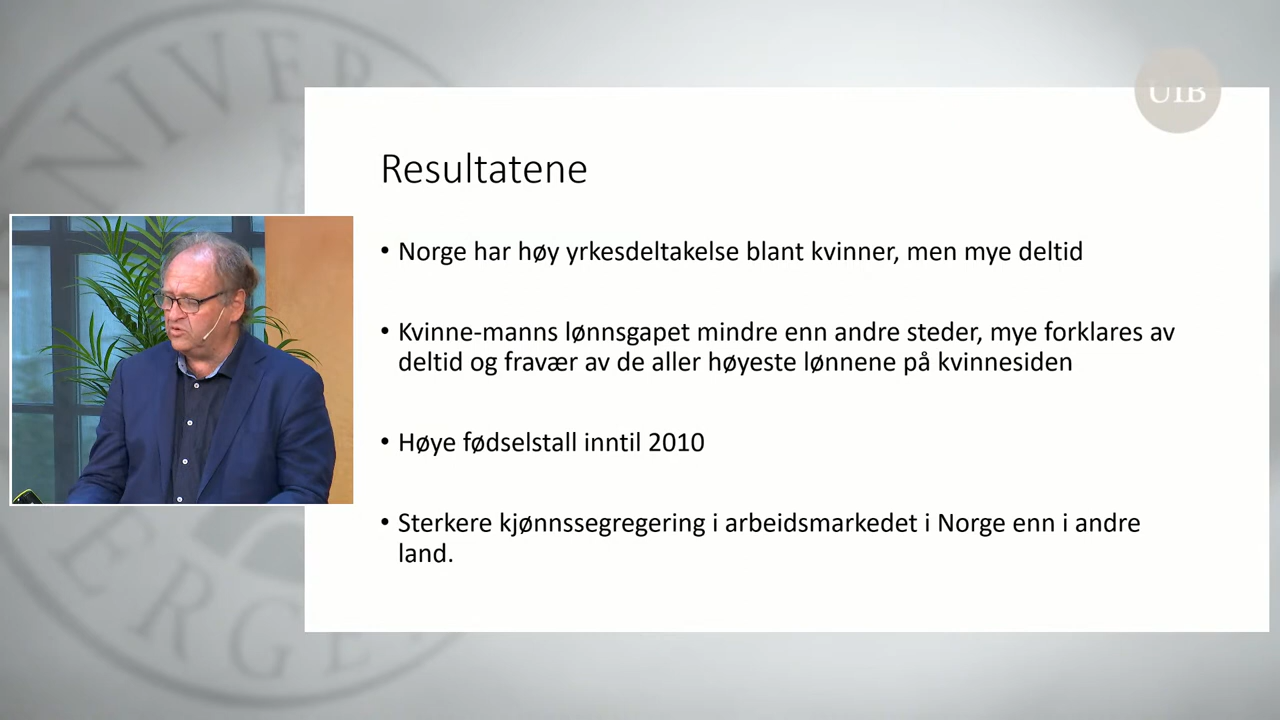 UiB
Resultatene
• Norge har høy yrkesdeltakelse blant kvinner, men mye deltid
• Kvinne-manns lønnsgapet mindre enn andre steder, mye forklares av
deltid og fravær av de aller høyeste lønnene på kvinnesiden
• Høye fødselstall inntil 2010
• Sterkere kjønnssegregering i arbeidsmarkedet i Norge enn i andre
land.
NIVER
ERGE